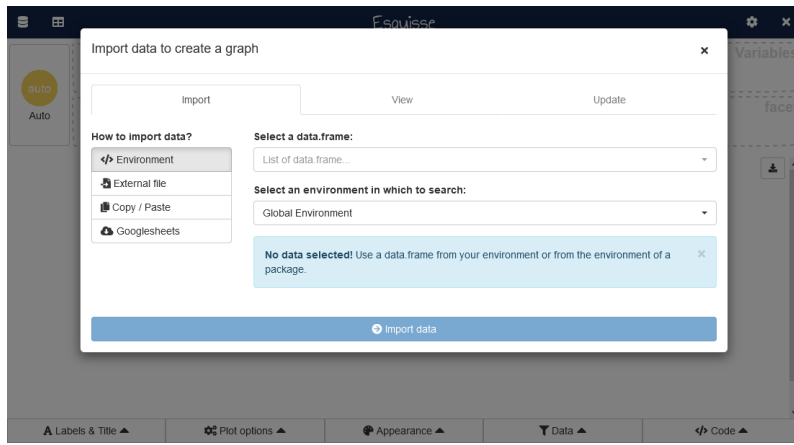 Esquisse
Import data to create a graph
×
Variables
auto
Auto
face
Import
View
Update
How to import data?
Environment
External file
Copy / Paste
Googlesheets
Select a data.frame:
List of data.frame...
Select an environment in which to search:
Global Environment
No data selected! Use a data.frame from your environment or from the environment of a
package.
×
Import data
Labels & Title
Plot options
Appearance
Data
Code